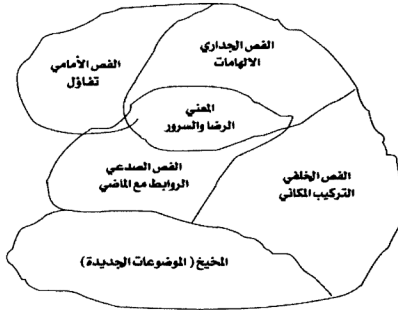 الفص الجداري
الالهامات
الفص الأمامي
تفاؤل
المعني
الرضا والسرور
الفص الصدعي
الروابط مع الماضي
الفص الخلفي
التركيب المكاني
المخيخ ( الموضوعات الجديدة )